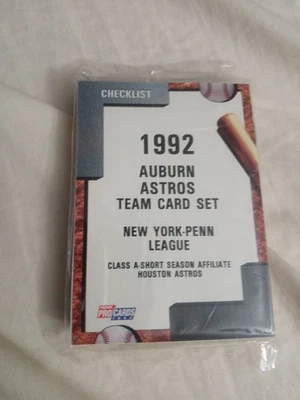 CHECKLIST
1992
AUBURN
ASTROS
TEAM CARD SET
NEW YORK-PENN
LEAGUE
CLASS A-SHORT SEASON AFFILIATE
HOUSTON ASTROS
PRO CARDS